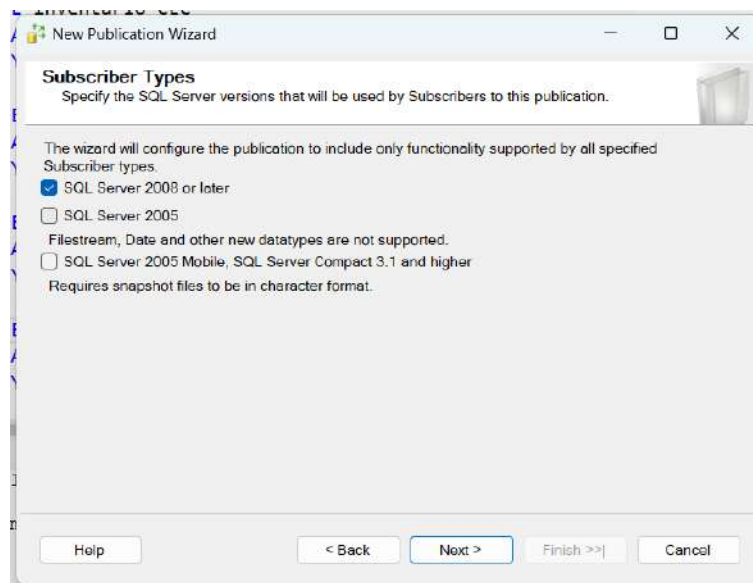 New Publication Wizard
Subscriber Types
Specify the SQL Server versions that will be used by Subscribers to this publication.
The wizard will configure the publication to include only functionality supported by all specified
Subscriber types.
SQL Server 2008 or later
SQL Server 2005
Filestream, Date and other new datatypes are not supported.
SQL Server 2005 Mobile, SQL Server Compact 3.1 and higher
Requires snapshot files to be in character format.
Help
< Back
Next >
Finish >>|
Cancel